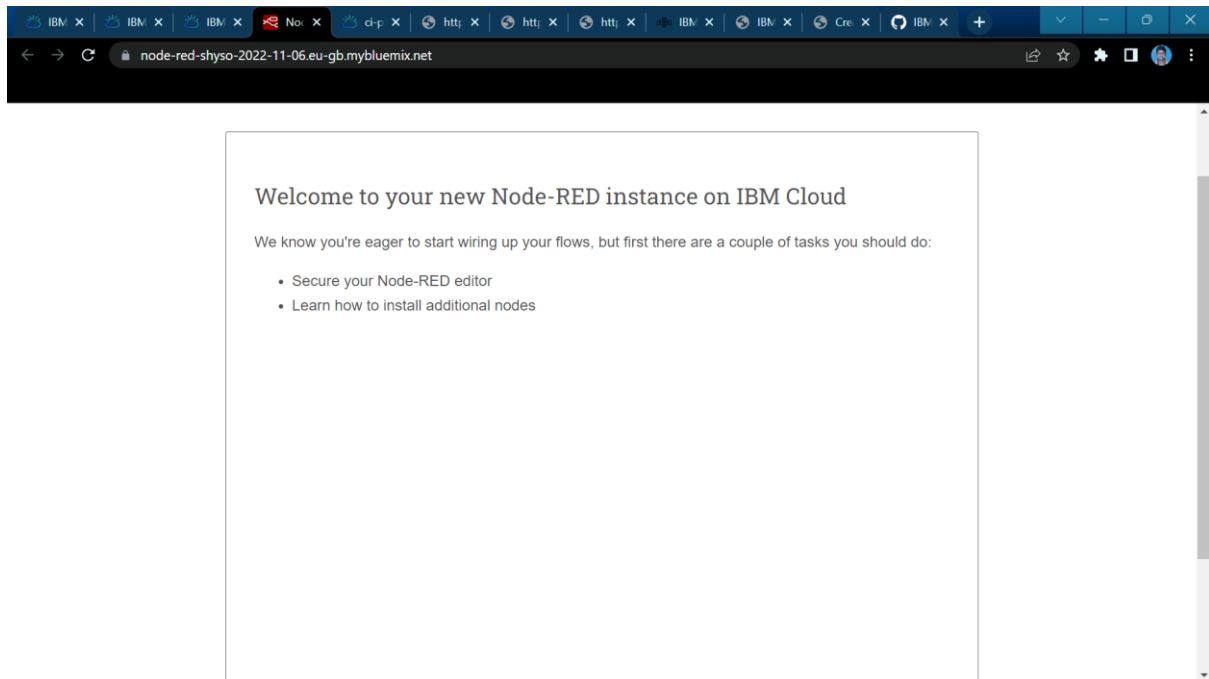 IBM
IBM
IBM
Noc
ci-p
http
http
http
IBM
IBM
Cre
IBM
node-red-shyso-2022-11-06.eu-gb.mybluemix.net
Welcome to your new Node-RED instance on IBM Cloud
We know you're eager to start wiring up your flows, but first there are a couple of tasks you should do:
• Secure your Node-RED editor
• Learn how to install additional nodes